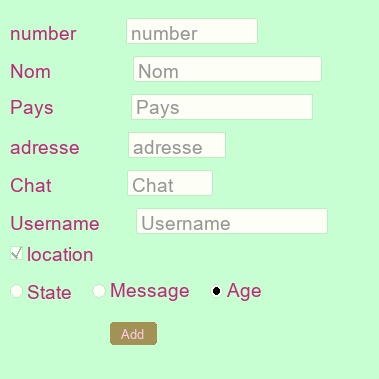 number number
Nom Nom
Pays Pays
adresse adresse
Chat Chat
Username Username
location
State Message Age
Add